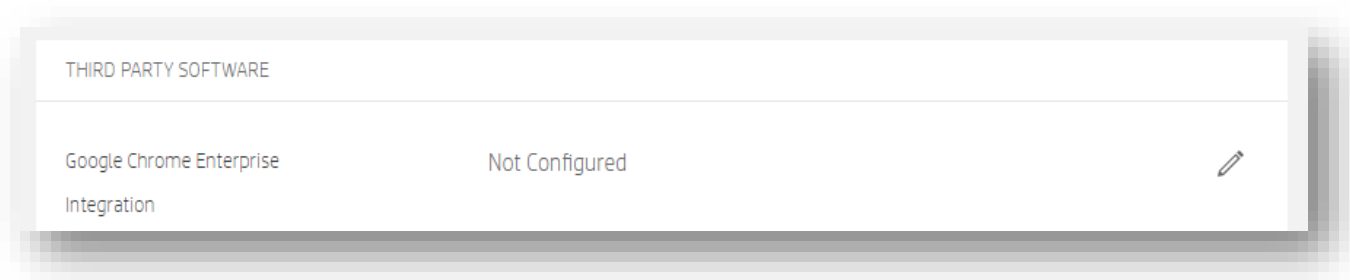 THIRD PARTY SOFTWARE
Google Chrome Enterprise
Not Configured
Integration